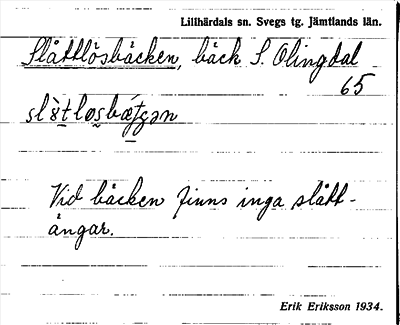 Lillhärdals sn. Svegs tg. Jämtlands län.
Slåttlösbäcken, bäck S. Olingdal
65
Vid bäcken finns inga slått-
ängar.
Erik Eriksson 1934.